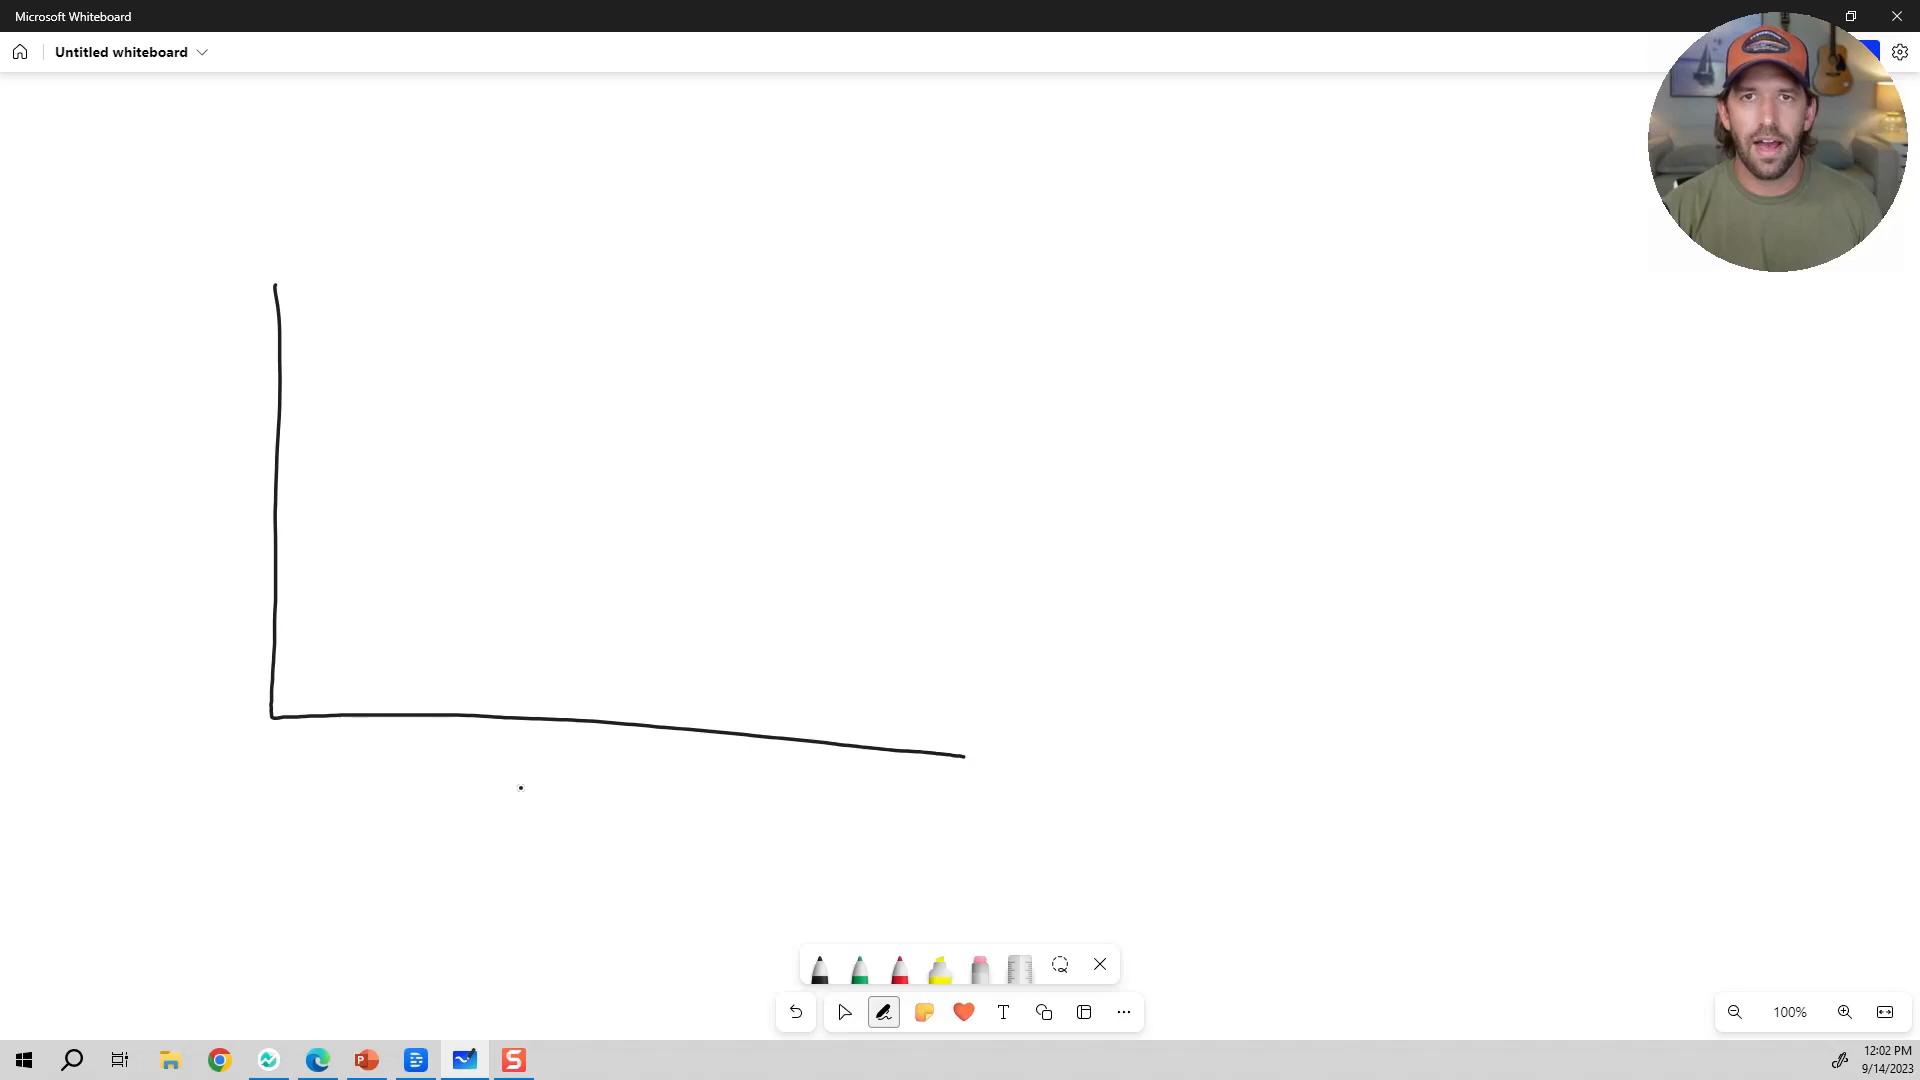 Microsoft Whiteboard
Untitled whiteboard
100%
12:02 PM
9/14/2023